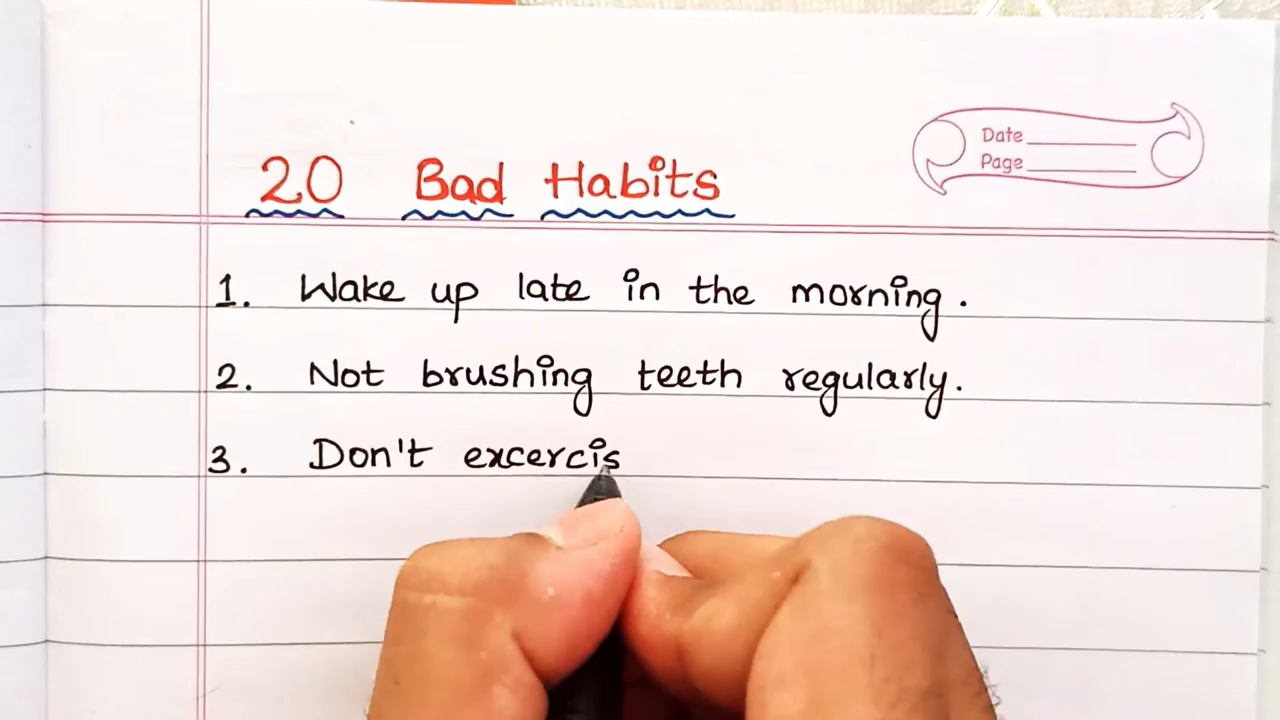 Date
Page
20 Bad Habits
1. Wake up late in the morning.
2. Not brushing teeth regularly.
3. Don't excercis